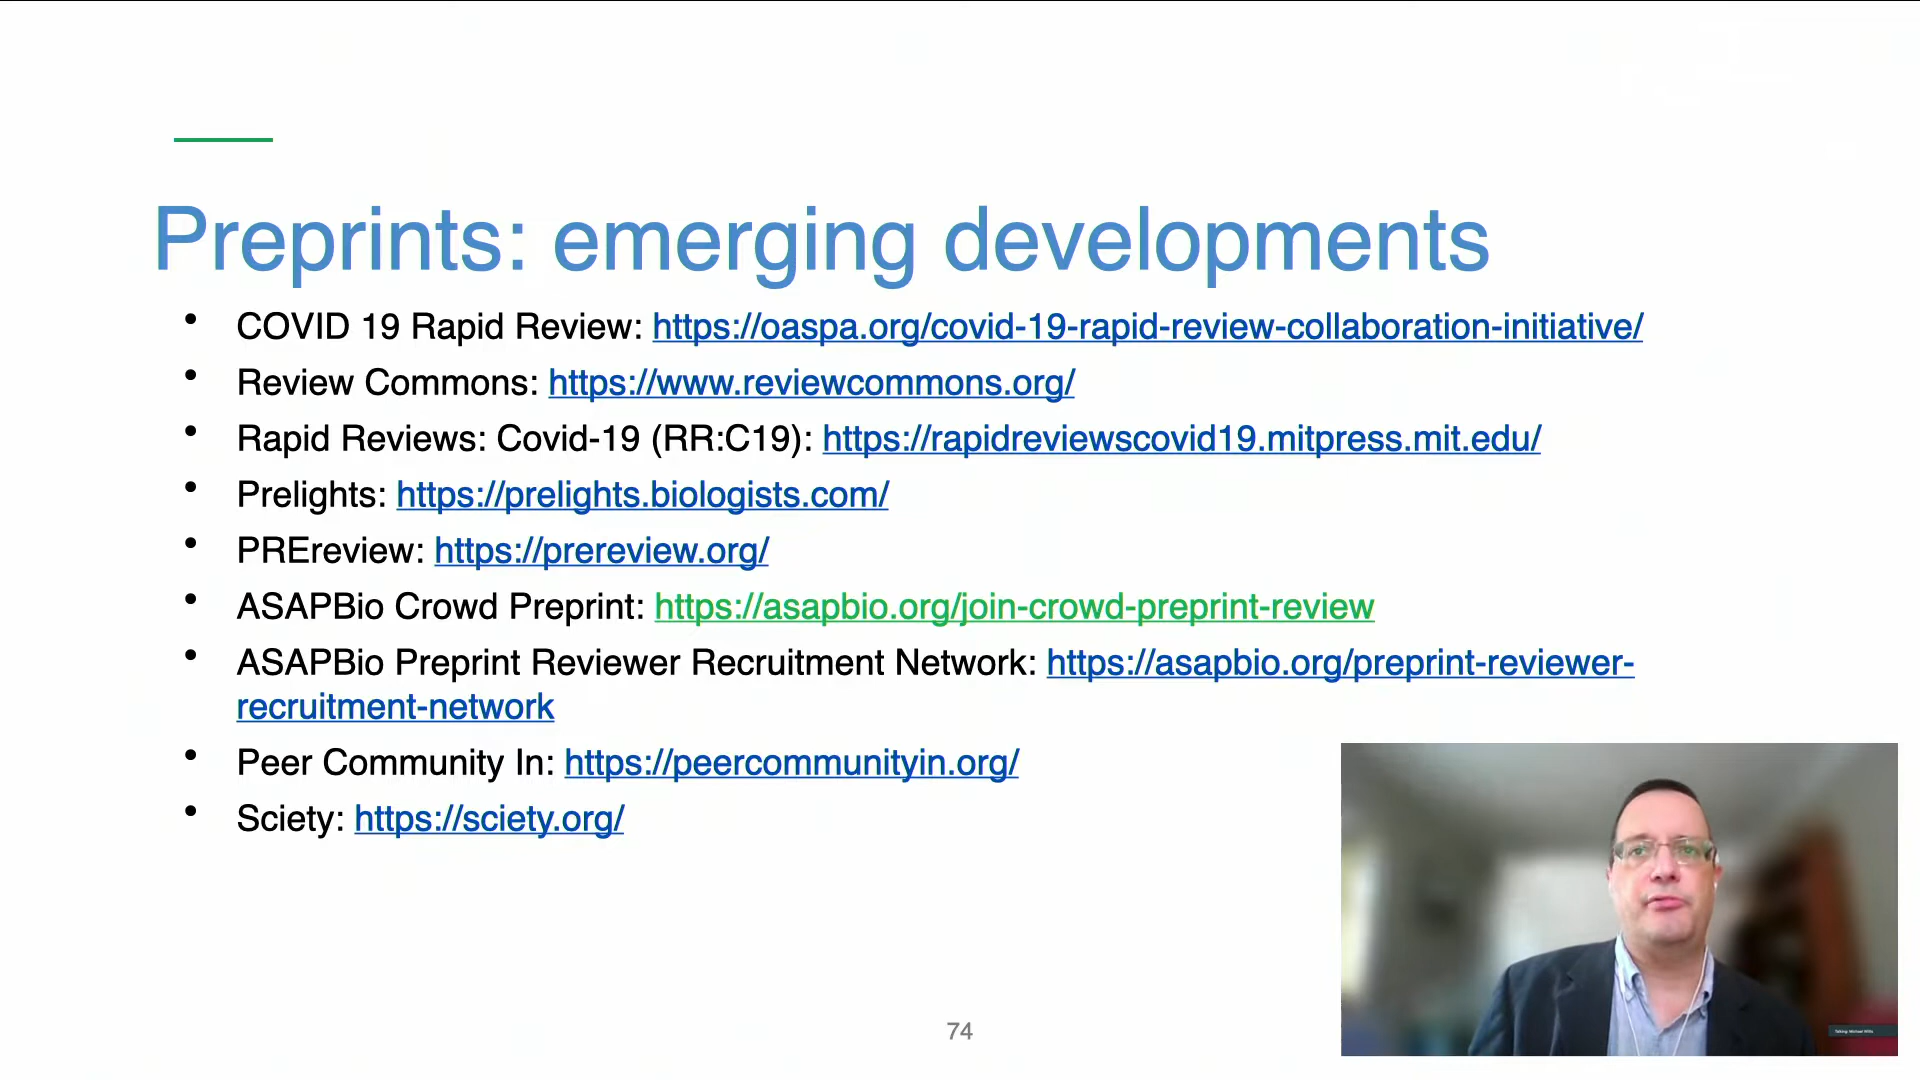 Preprints: emerging developments
• COVID 19 Rapid Review: https://oaspa.org/covid-19-rapid-review-collaboration-initiative/
• Review Commons: https://www.reviewcommons.org/
• Rapid Reviews: Covid-19 (RR:C19): https://rapidreviewscovid19.mitpress.mit.edu/
• Prelights: https://prelights.biologists.com/
• PREreview: https://prereview.org/
• ASAPBio Crowd Preprint: https://asapbio.org/join-crowd-preprint-review
• ASAPBio Preprint Reviewer Recruitment Network: https://asapbio.org/preprint-reviewer-
recruitment-network
• Peer Community In: https://peercommunityin.org/
• Sciety: https://sciety.org/
74
Talking: Michael Willis